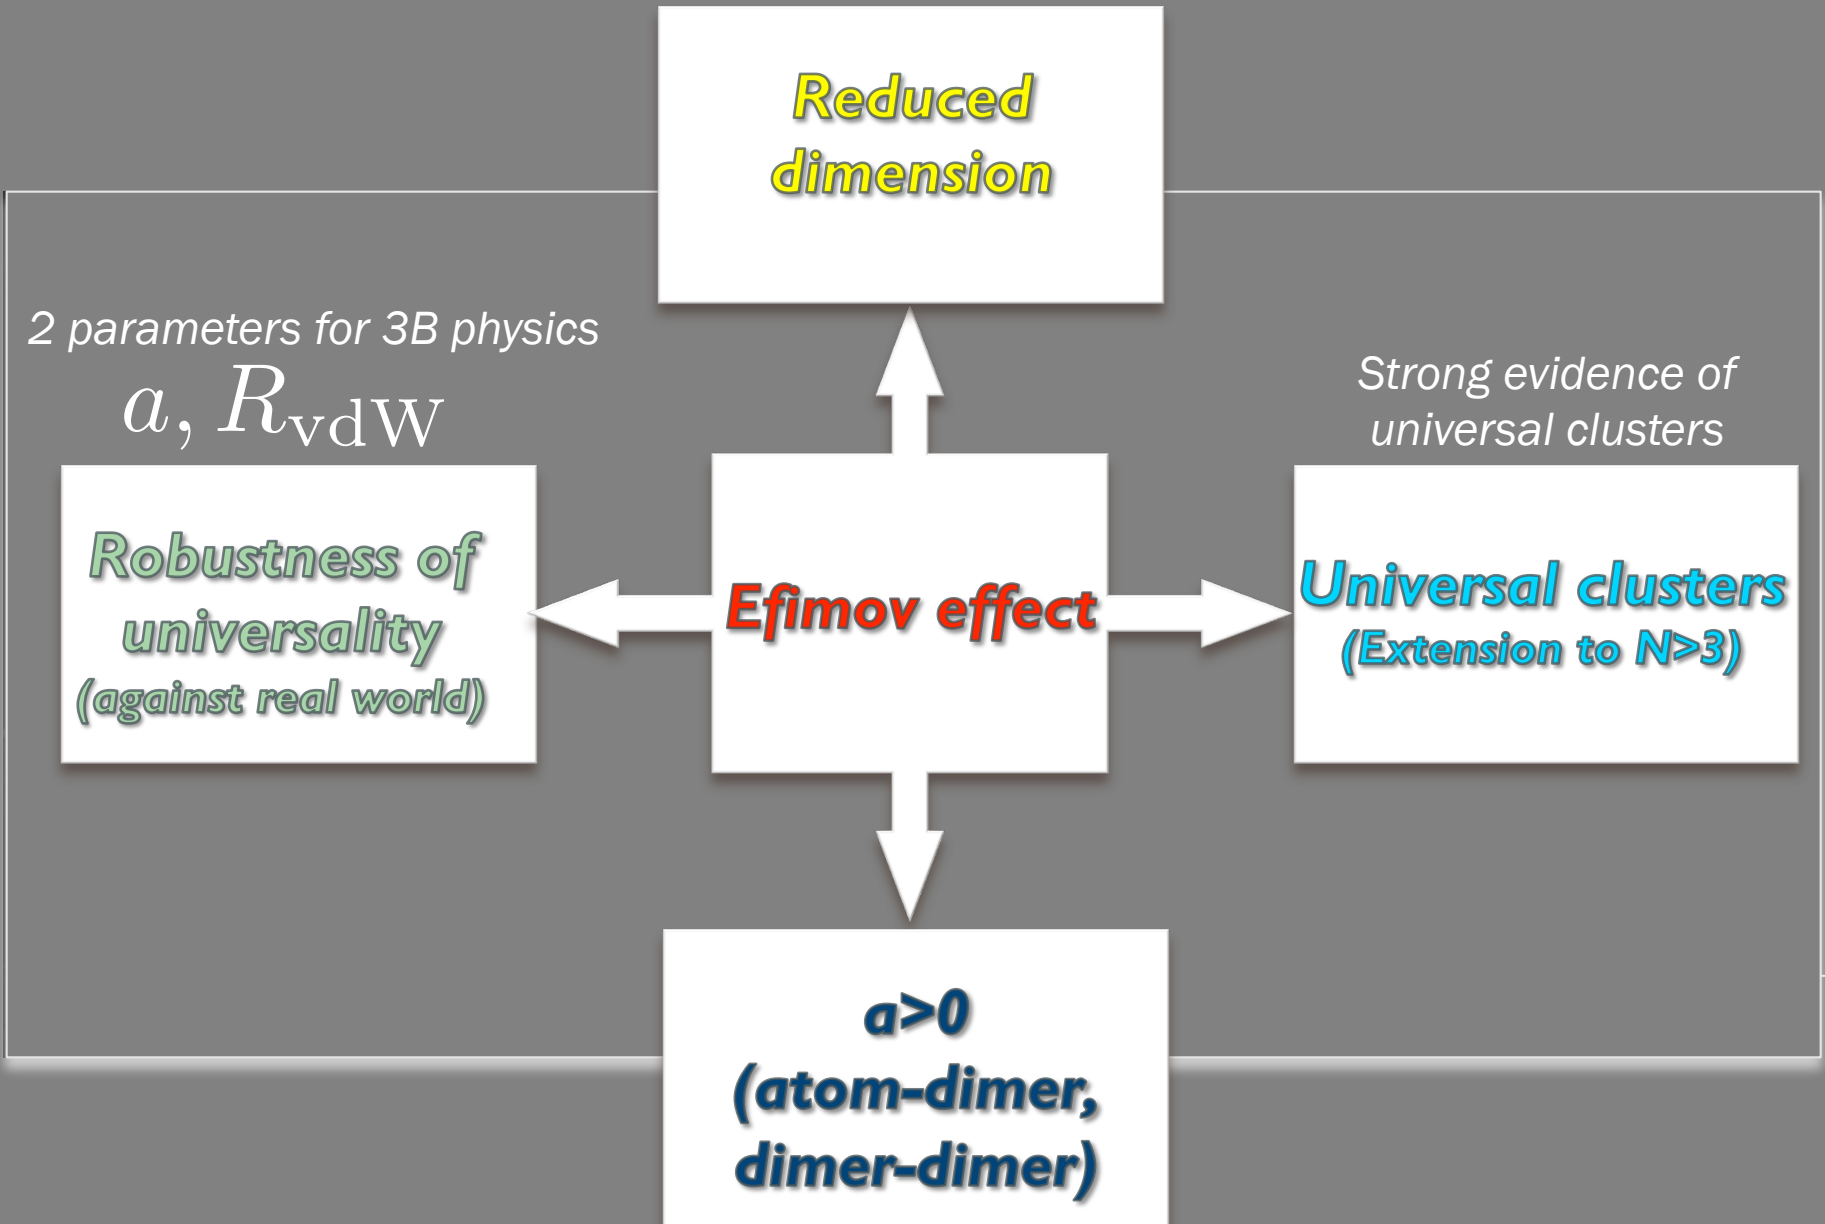 Reduced
dimension
2 parameters for 3B physics
a, R_vdW
Strong evidence of
universal clusters
Robustness of
universality
(against real world)
Efimov effect
Universal clusters
(Extension to N>3)
a>0
(atom-dimer,
dimer-dimer)